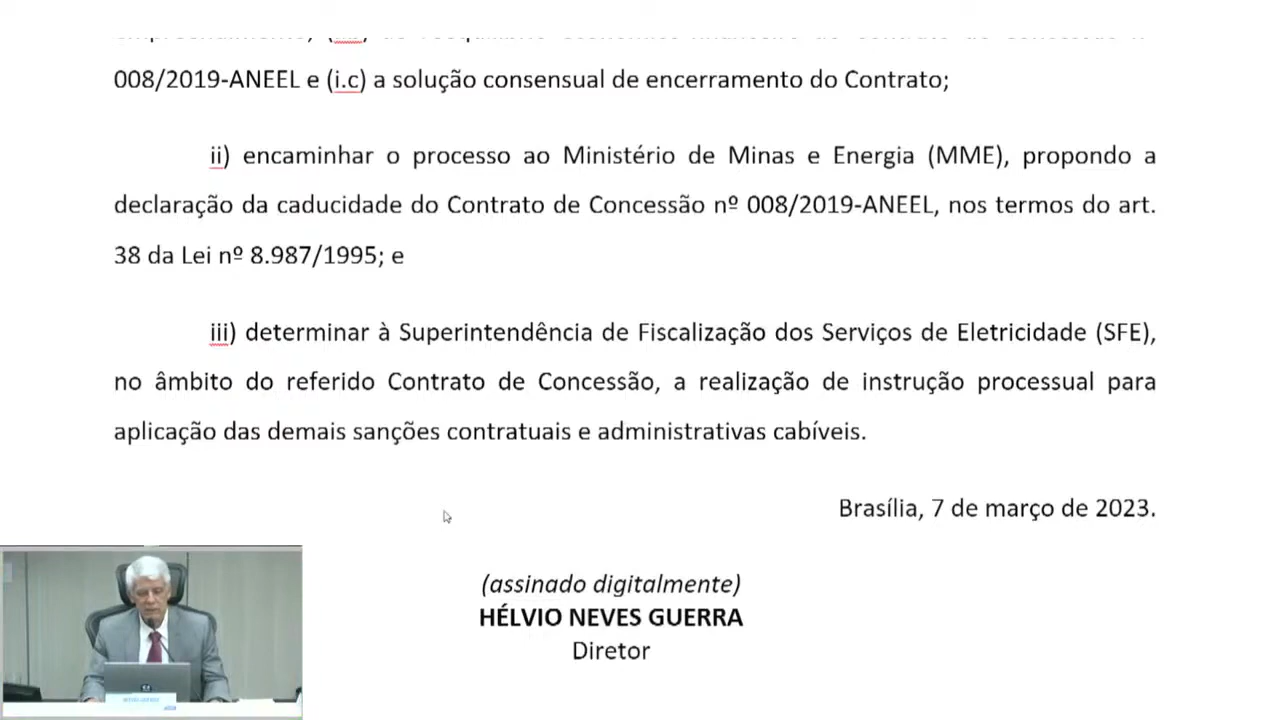 008/2019-ANEEL e (i.c) a solução consensual de encerramento do Contrato;
ii) encaminhar o processo ao Ministério de Minas e Energia (MME), propondo a
declaração da caducidade do Contrato de Concessão nº 008/2019-ANEEL, nos termos do art.
38 da Lei nº 8.987/1995; e
iii) determinar à Superintendência de Fiscalização dos Serviços de Eletricidade (SFE),
no âmbito do referido Contrato de Concessão, a realização de instrução processual para
aplicação das demais sanções contratuais e administrativas cabíveis.
Brasília, 7 de março de 2023.
(assinado digitalmente)
HÉLVIO NEVES GUERRA
Diretor